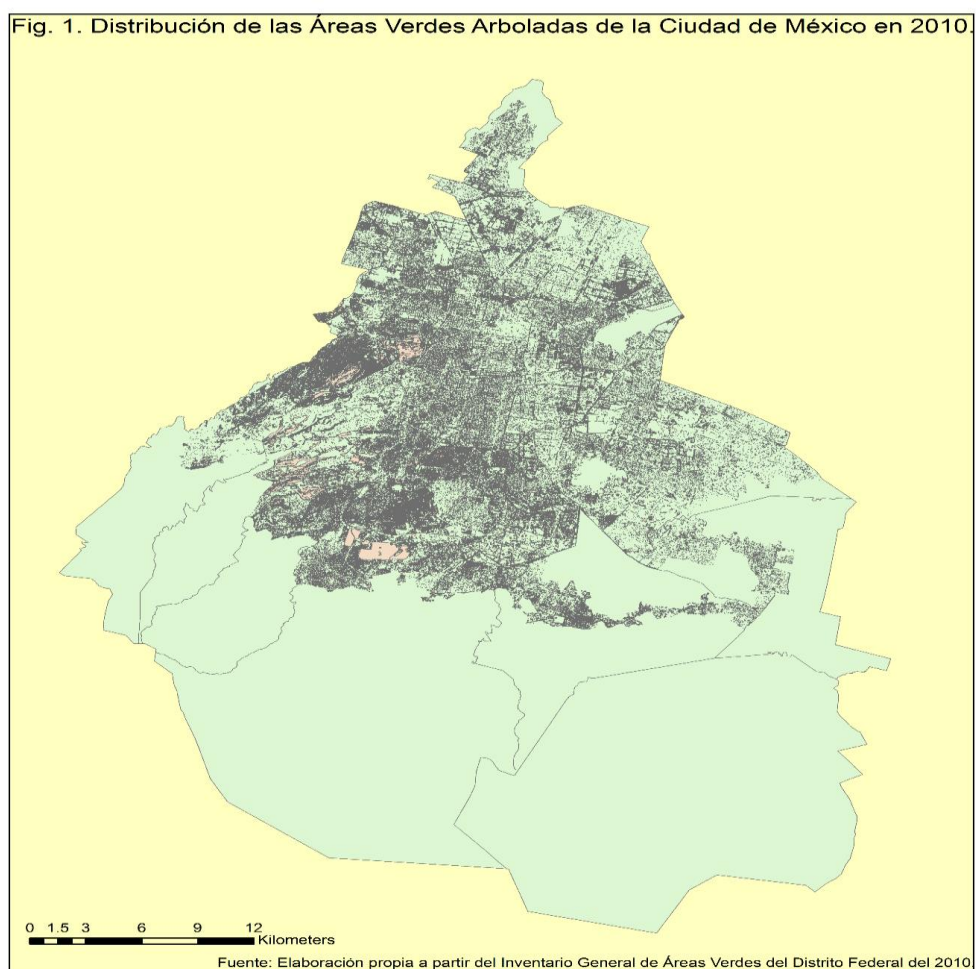 Fig. 1. Distribución de las Áreas Verdes Arboladas de la Ciudad de México en 2010.
0 1.5 3 6 9 12
Kilometers
Fuente: Elaboración propia a partir del Inventario General de Áreas Verdes del Distrito Federal del 2010